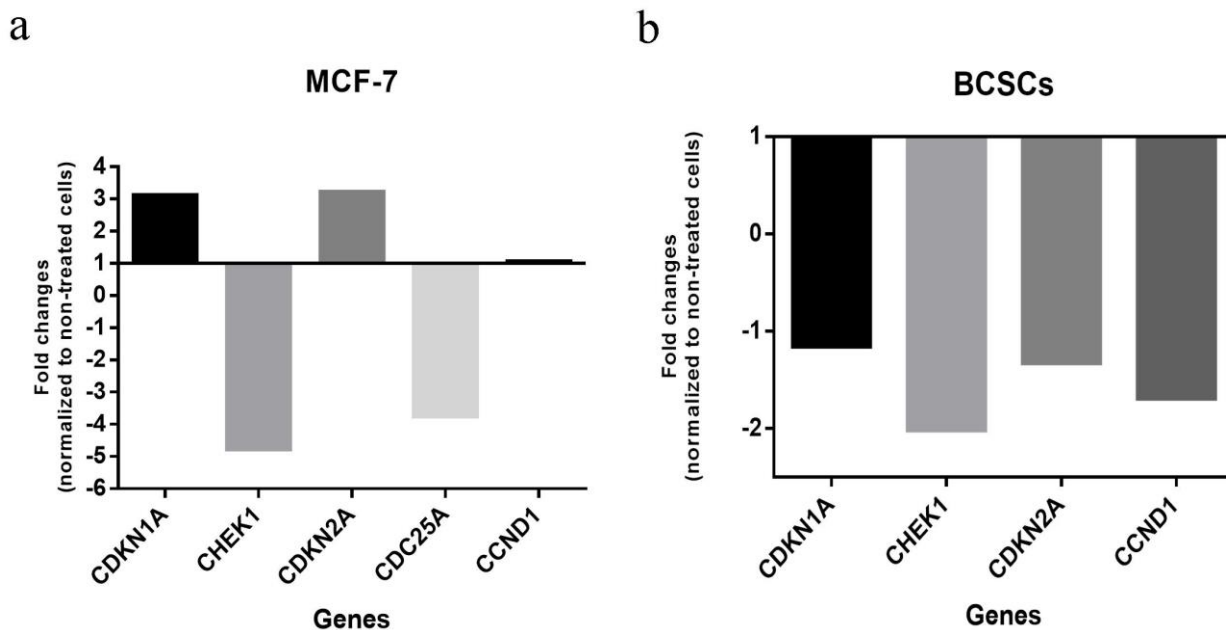 a
MCF-7
Fold changes
(normalized to non-treated cells)
4
3
2
1
0
-1
-2
-3
-4
-5
-6
CDKN1A
CHEK1
CDKN2A
CDC25A
CCND1
Genes
b
BCSCs
Fold changes
(normalized to non-treated cells)
1
0
-1
-2
CDKN1A
CHEK1
CDKN2A
CCND1
Genes